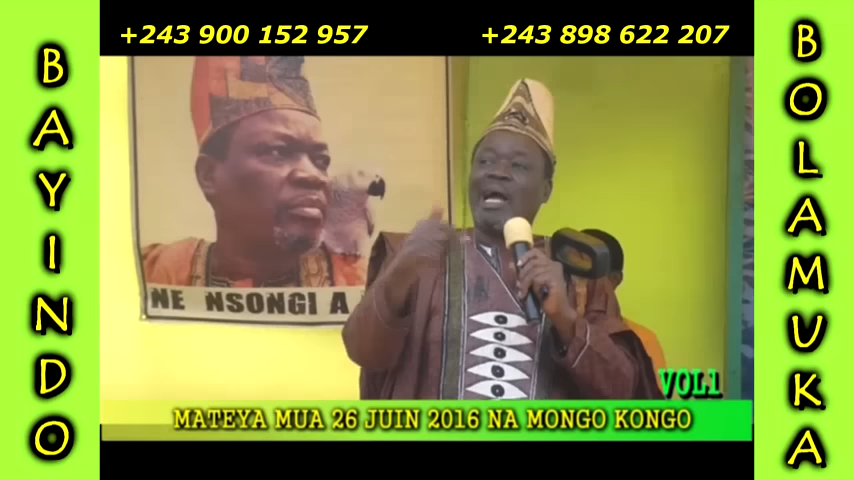 +243 900 152 957
+243 898 622 207
BAYINDO
BOLAMUKA
NE NSONGI A
VOL1
MATEYA MUA 26 JUIN 2016 NA MONGO KONGO